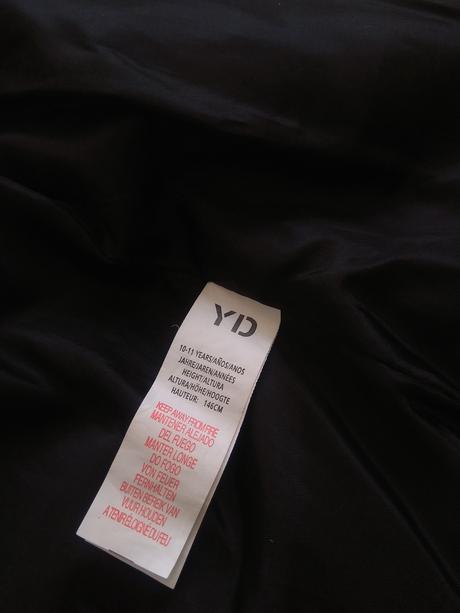 YD
10-11 YEARS/AÑOS/ANOS
JAHRE/JAREN/ANNÉES
HEIGHT/ALTURA
ALTURA/HÖHE/HOOGTE
HAUTEUR: 146CM
KEEP AWAY FROM FIRE
MANTENER ALEJADO
DEL FUEGO
MANTER LONGE
DO FOGO
VON FEUER
FERNHALTEN
BUITEN BEREIK VAN
VUUR HOUDEN
A TENIR ÉLOIGNÉ DU FEU